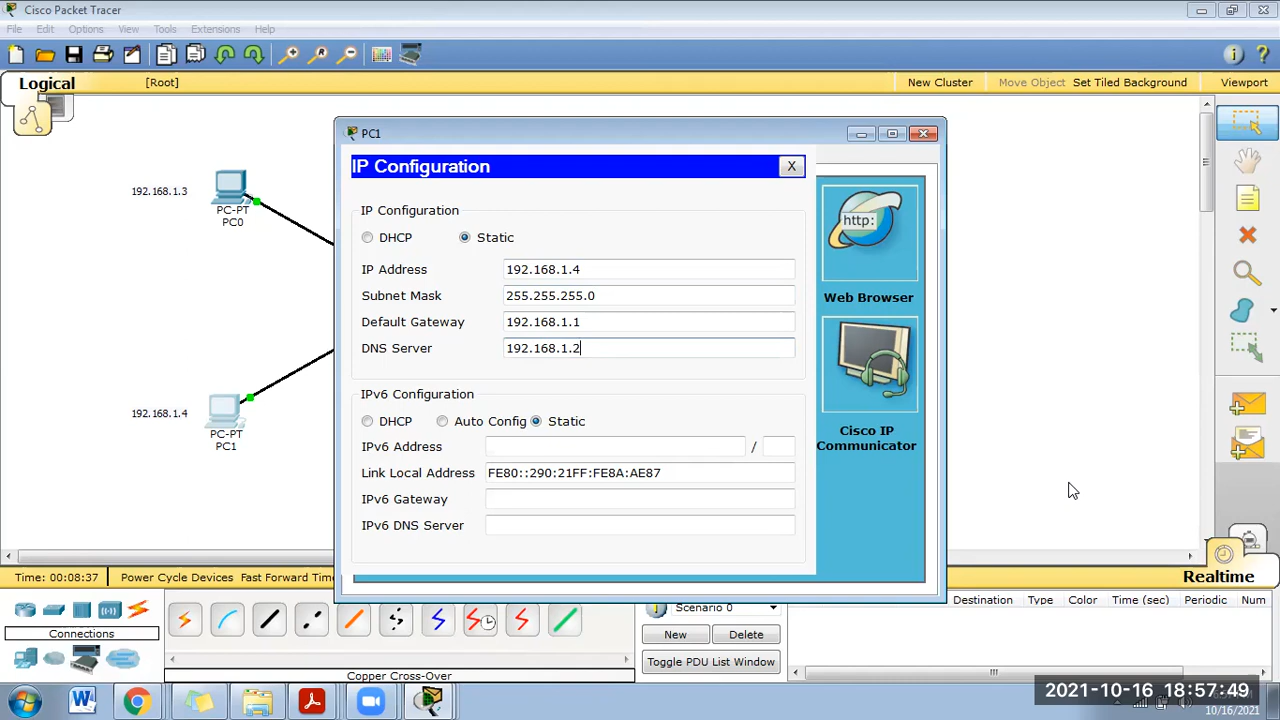 Cisco Packet Tracer
File Edit Options View Tools Extensions Help
Logical [Root] New Cluster Move Object Set Tiled Background Viewport
PC1
IP Configuration X
IP Configuration
DHCP Static
IP Address 192.168.1.4
Subnet Mask 255.255.255.0
Default Gateway 192.168.1.1
DNS Server 192.168.1.2
IPv6 Configuration
DHCP Auto Config Static
IPv6 Address /
Link Local Address FE80::290:21FF:FE8A:AE87
IPv6 Gateway
IPv6 DNS Server
http:
Web Browser
Cisco IP
Communicator
192.168.1.3
PC-PT
PC0
192.168.1.4
PC-PT
PC1
Time: 00:08:37 Power Cycle Devices Fast Forward Time
Realtime
Scenario 0
Destination Type Color Time (sec) Periodic Num
Connections
New Delete
Toggle PDU List Window
Copper Cross-Over
2021-10-16 18:57:49
10/16/2021